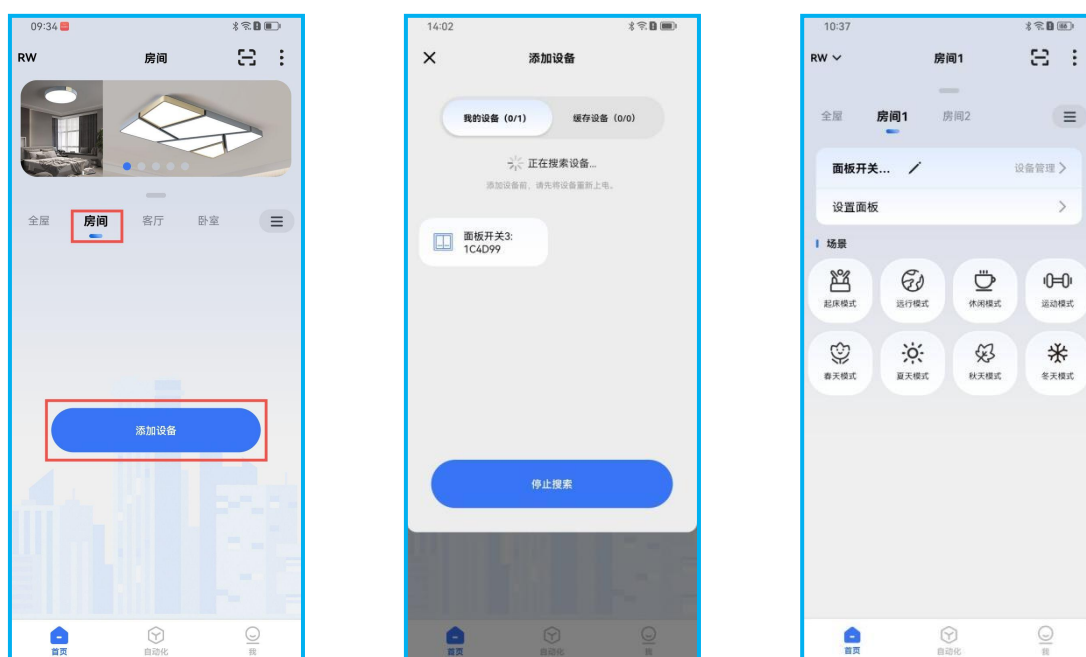 09:34
RW
房间
全屋
房间
客厅
卧室
添加设备
首页
自动化
我
14:02
添加设备
我的设备（0/1）
缓存设备（0/0）
正在搜索设备...
添加设备前，请先将设备重新上电。
面板开关3:
1C4D99
停止搜索
首页
自动化
我
10:37
RW
房间1
全屋
房间1
房间2
面板开关...
设备管理
设置面板
场景
起床模式
远行模式
休闲模式
运动模式
春天模式
夏天模式
秋天模式
冬天模式
首页
自动化
我